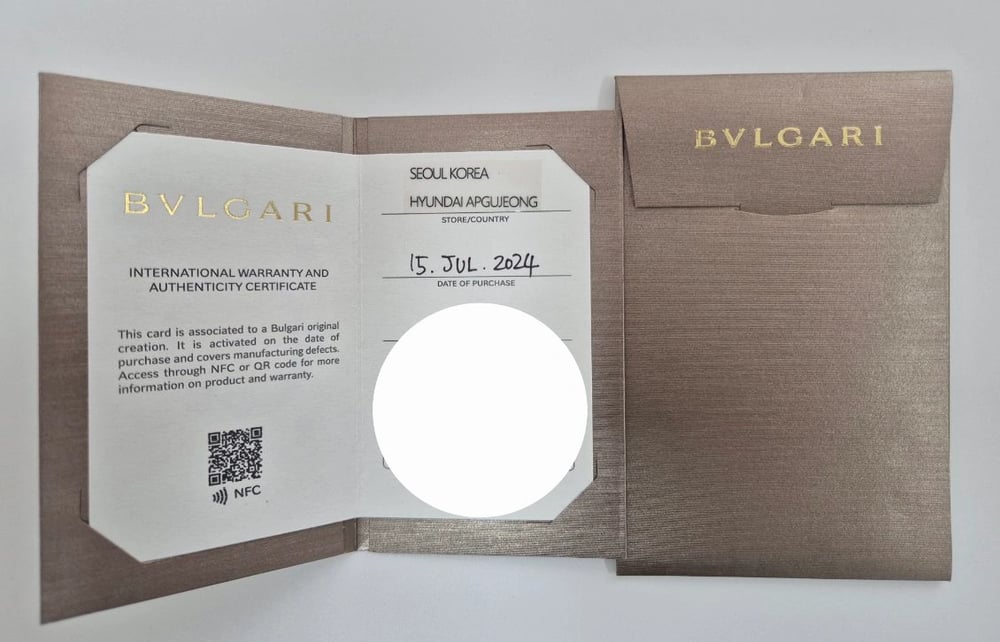 BVLGARI
INTERNATIONAL WARRANTY AND
AUTHENTICITY CERTIFICATE
This card is associated to a Bulgari original
creation. It is activated on the date of
purchase and covers manufacturing defects.
Access through NFC or QR code for more
information on product and warranty.
NFC
SEOUL KOREA
HYUNDAI APGUJEONG
STORE/COUNTRY
15. JUL. 2024
DATE OF PURCHASE
BVLGARI